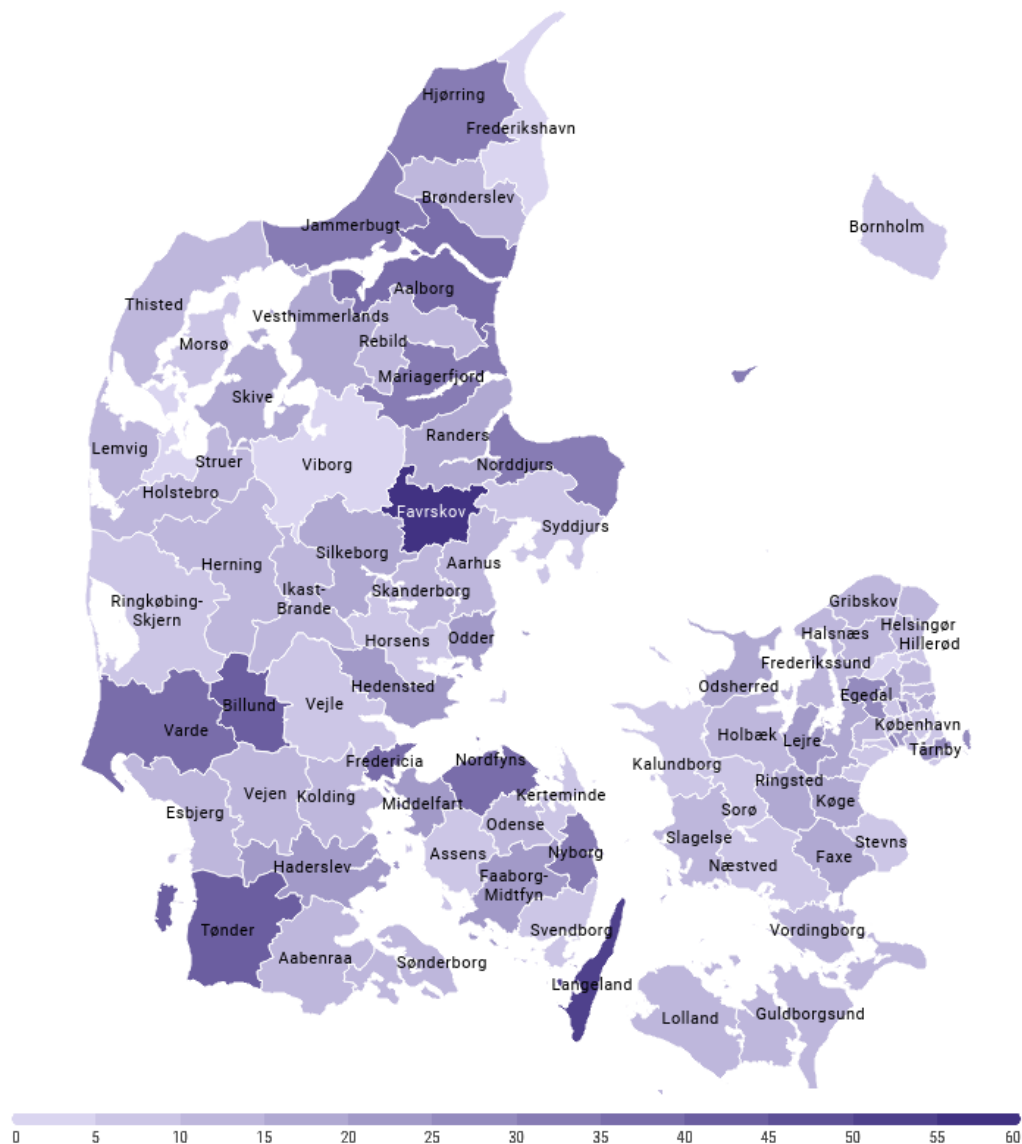 Hjørring
Frederikshavn
Brønderslev
Jammerbugt
Bornholm
Aalborg
Thisted
Vesthimmerlands
Rebild
Morsø
Mariagerfjord
Skive
Randers
Lemvig
Struer
Viborg
Norddjurs
Holstebro
Favrskov
Syddjurs
Silkeborg
Herning
Aarhus
Ikast-
Brande
Skanderborg
Ringkøbing-
Skjern
Gribskov
Helsingør
Halsnæs
Hillerød
Horsens
Odder
Frederikssund
Hedensted
Odsherred
Egedal
Billund
Vejle
Varde
København
Holbæk
Lejre
Tårnby
Fredericia
Nordfyns
Kalundborg
Ringsted
Vejen
Kolding
Middelfart
Kerteminde
Køge
Esbjerg
Sorø
Odense
Slagelse
Stevns
Assens
Nyborg
Faxe
Næstved
Haderslev
Faaborg-
Midtfyn
Tønder
Svendborg
Vordingborg
Aabenraa
Sønderborg
Langeland
Lolland
Guldborgsund
0 5 10 15 20 25 30 35 40 45 50 55 60